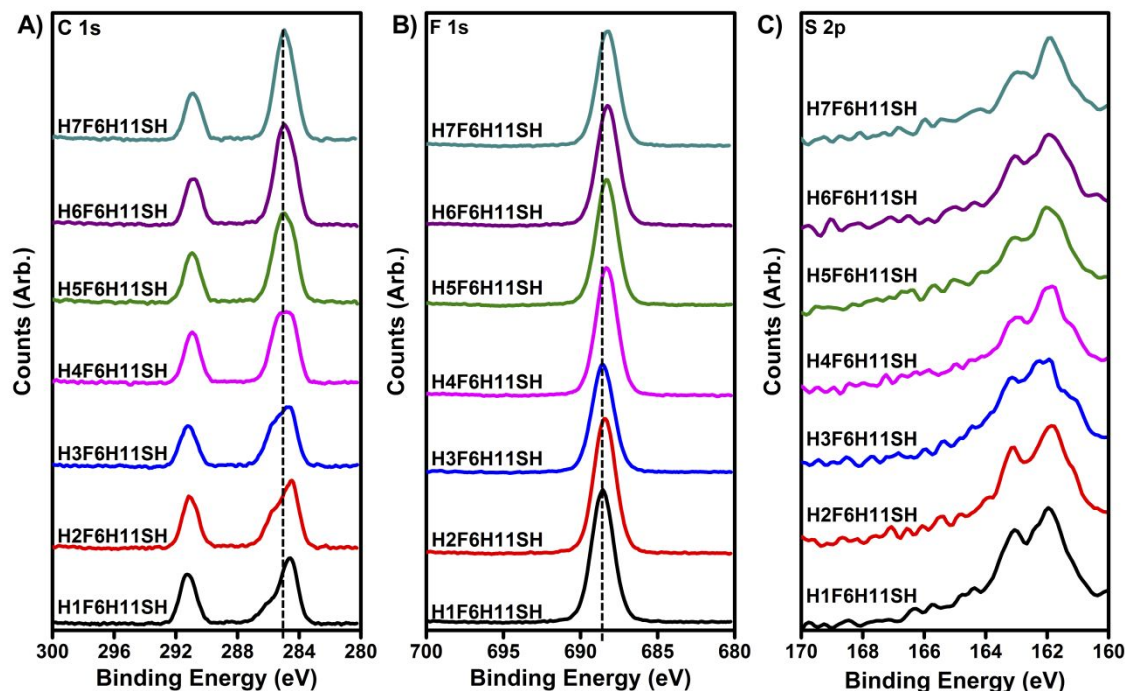 A) C 1s
H7F6H11SH
H6F6H11SH
H5F6H11SH
H4F6H11SH
H3F6H11SH
H2F6H11SH
H1F6H11SH
Counts (Arb.)
300 296 292 288 284 280
Binding Energy (eV)
B) F 1s
H7F6H11SH
H6F6H11SH
H5F6H11SH
H4F6H11SH
H3F6H11SH
H2F6H11SH
H1F6H11SH
Counts (Arb.)
700 695 690 685 680
Binding Energy (eV)
C) S 2p
H7F6H11SH
H6F6H11SH
H5F6H11SH
H4F6H11SH
H3F6H11SH
H2F6H11SH
H1F6H11SH
Counts (Arb.)
170 168 166 164 162 160
Binding Energy (eV)